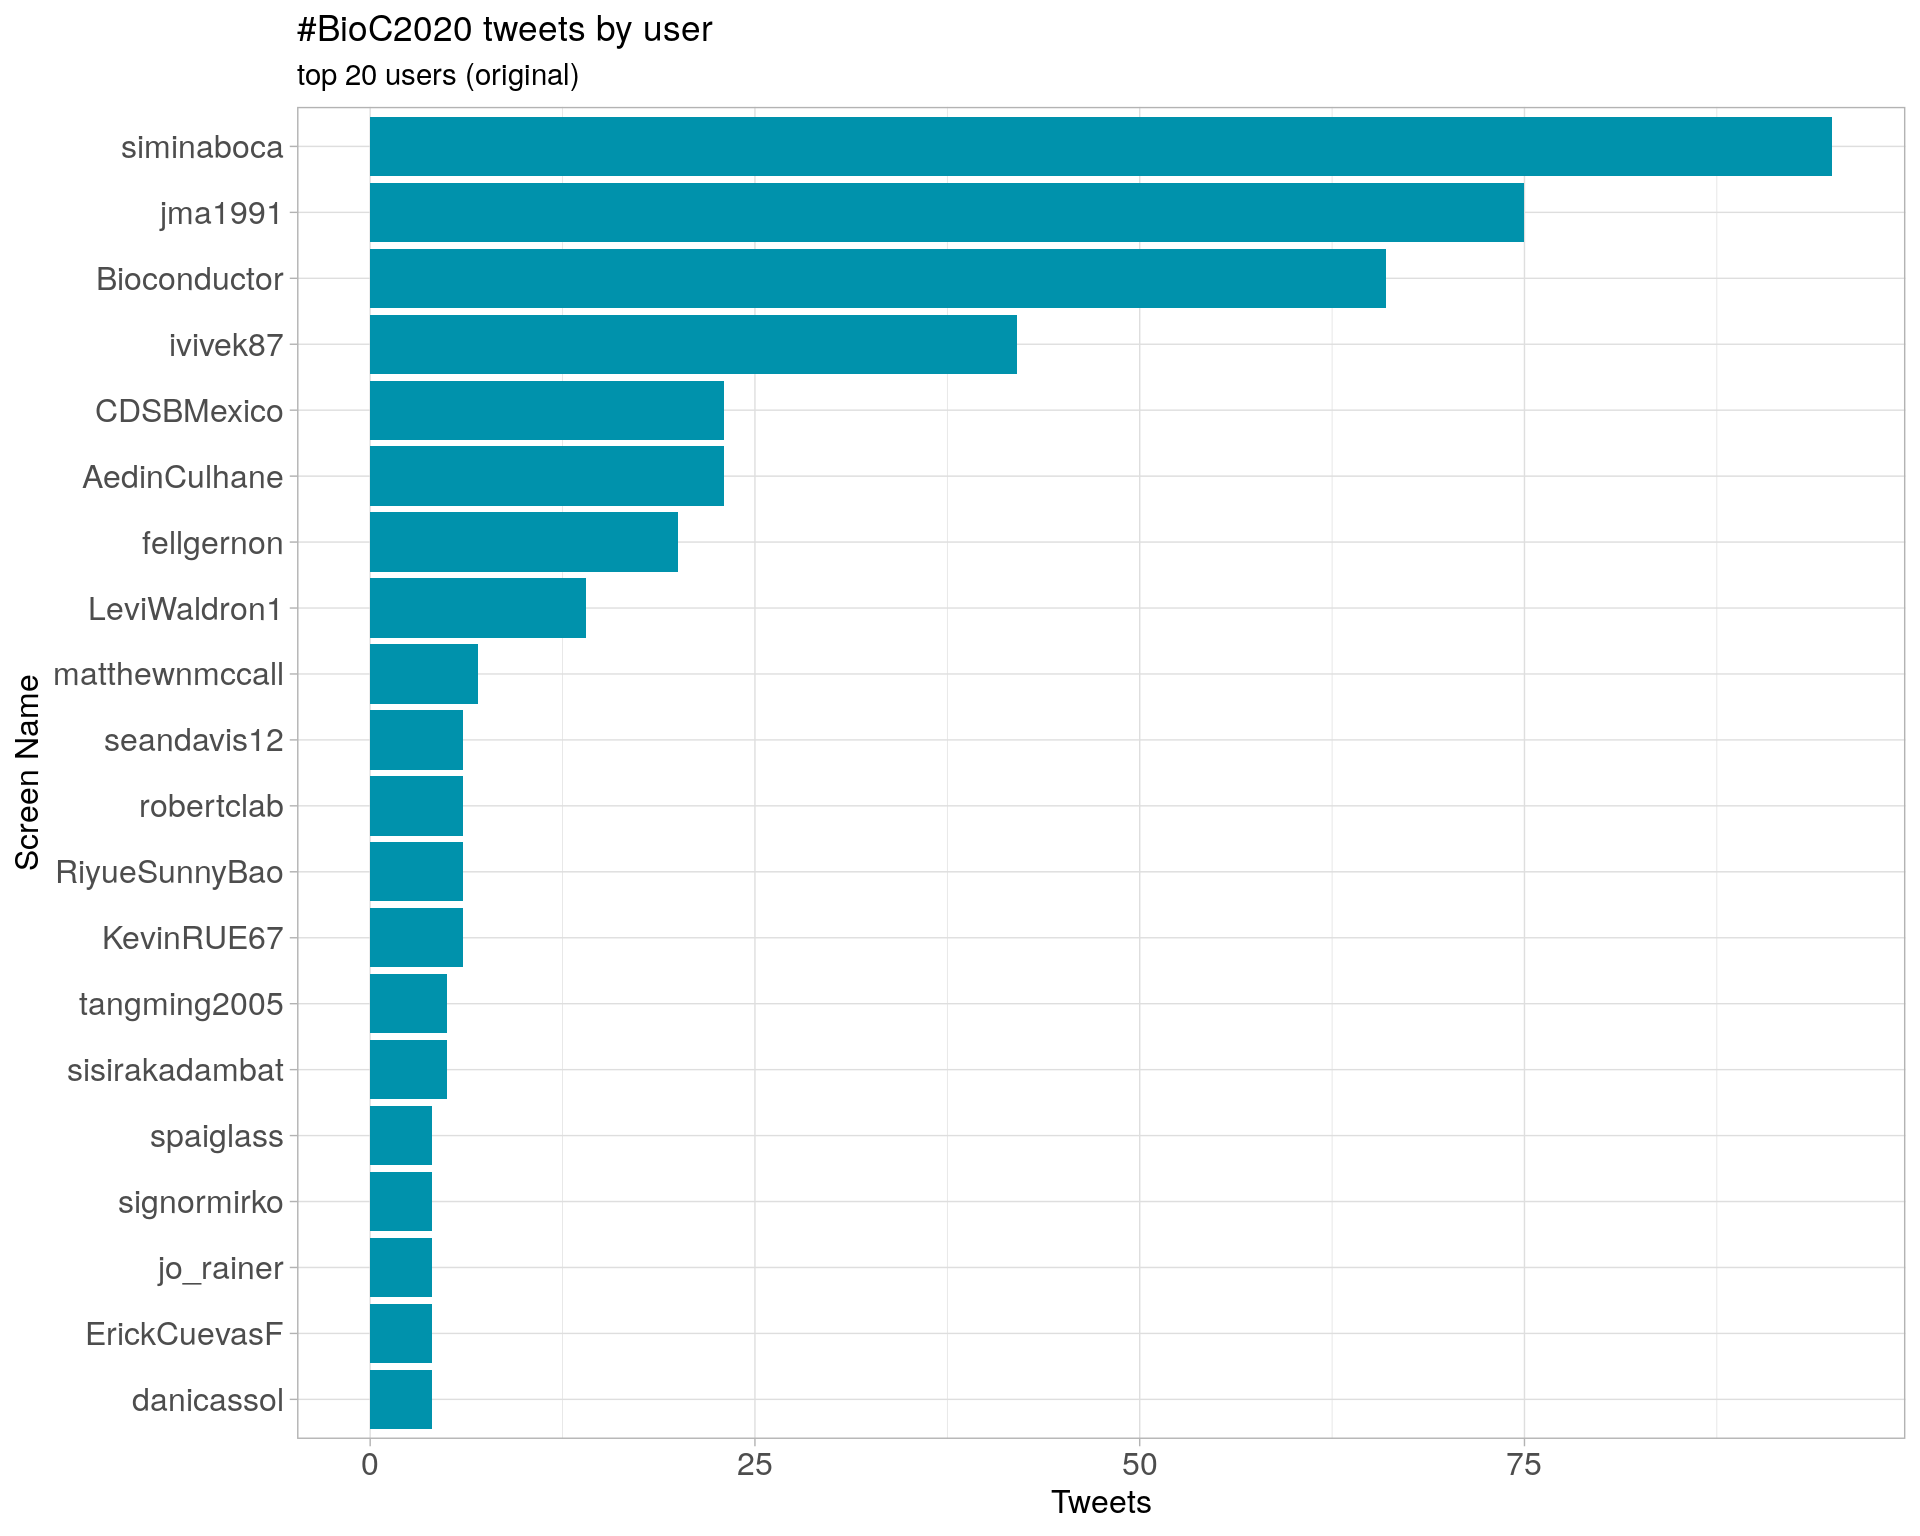 #BioC2020 tweets by user
top 20 users (original)
siminaboca
jma1991
Bioconductor
ivivek87
CDSBMexico
AedinCulhane
fellgernon
LeviWaldron1
matthewnmccall
seandavis12
robertclab
RiyueSunnyBao
KevinRUE67
tangming2005
sisirakadambat
spaiglass
signormirko
jo_rainer
ErickCuevasF
danicassol
Screen Name
0 25 50 75
Tweets